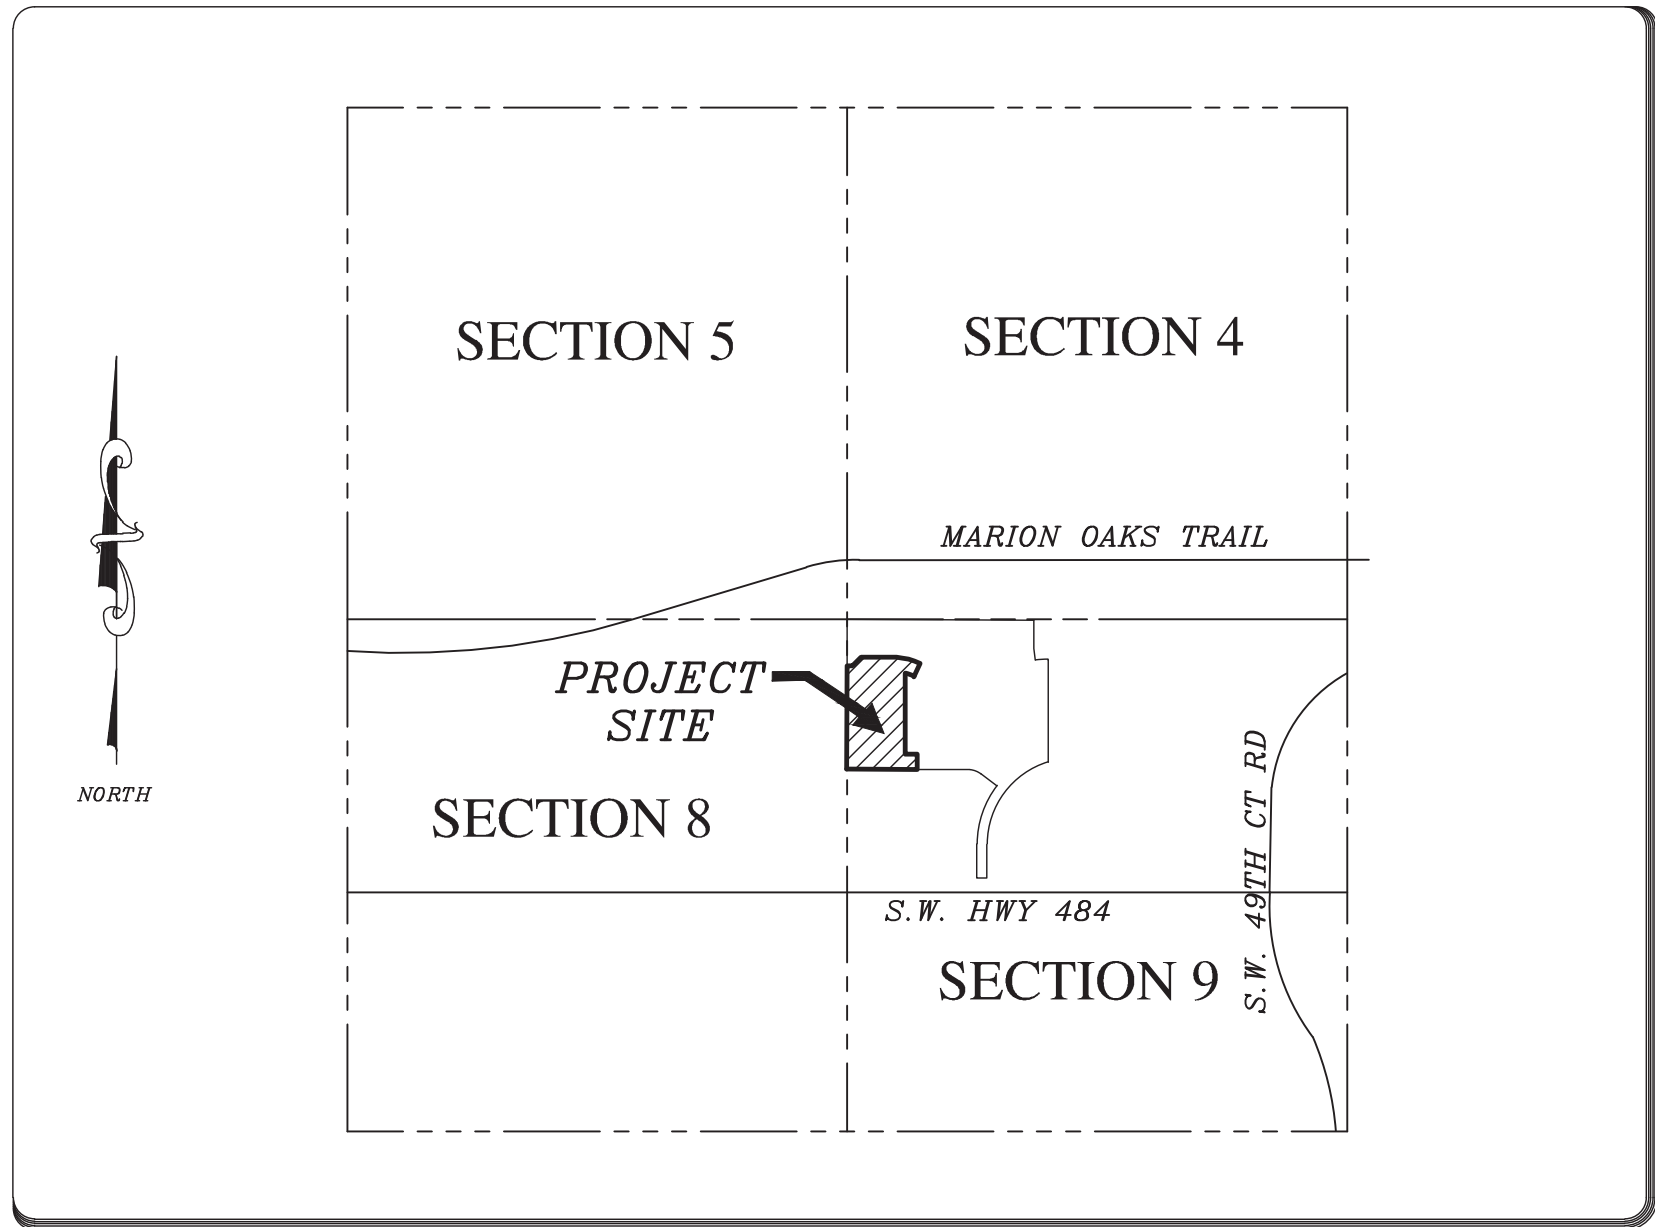 SECTION 5
SECTION 4
MARION OAKS TRAIL
PROJECT
SITE
NORTH
SECTION 8
S.W. HWY 484
SECTION 9
S.W. 49TH CT RD